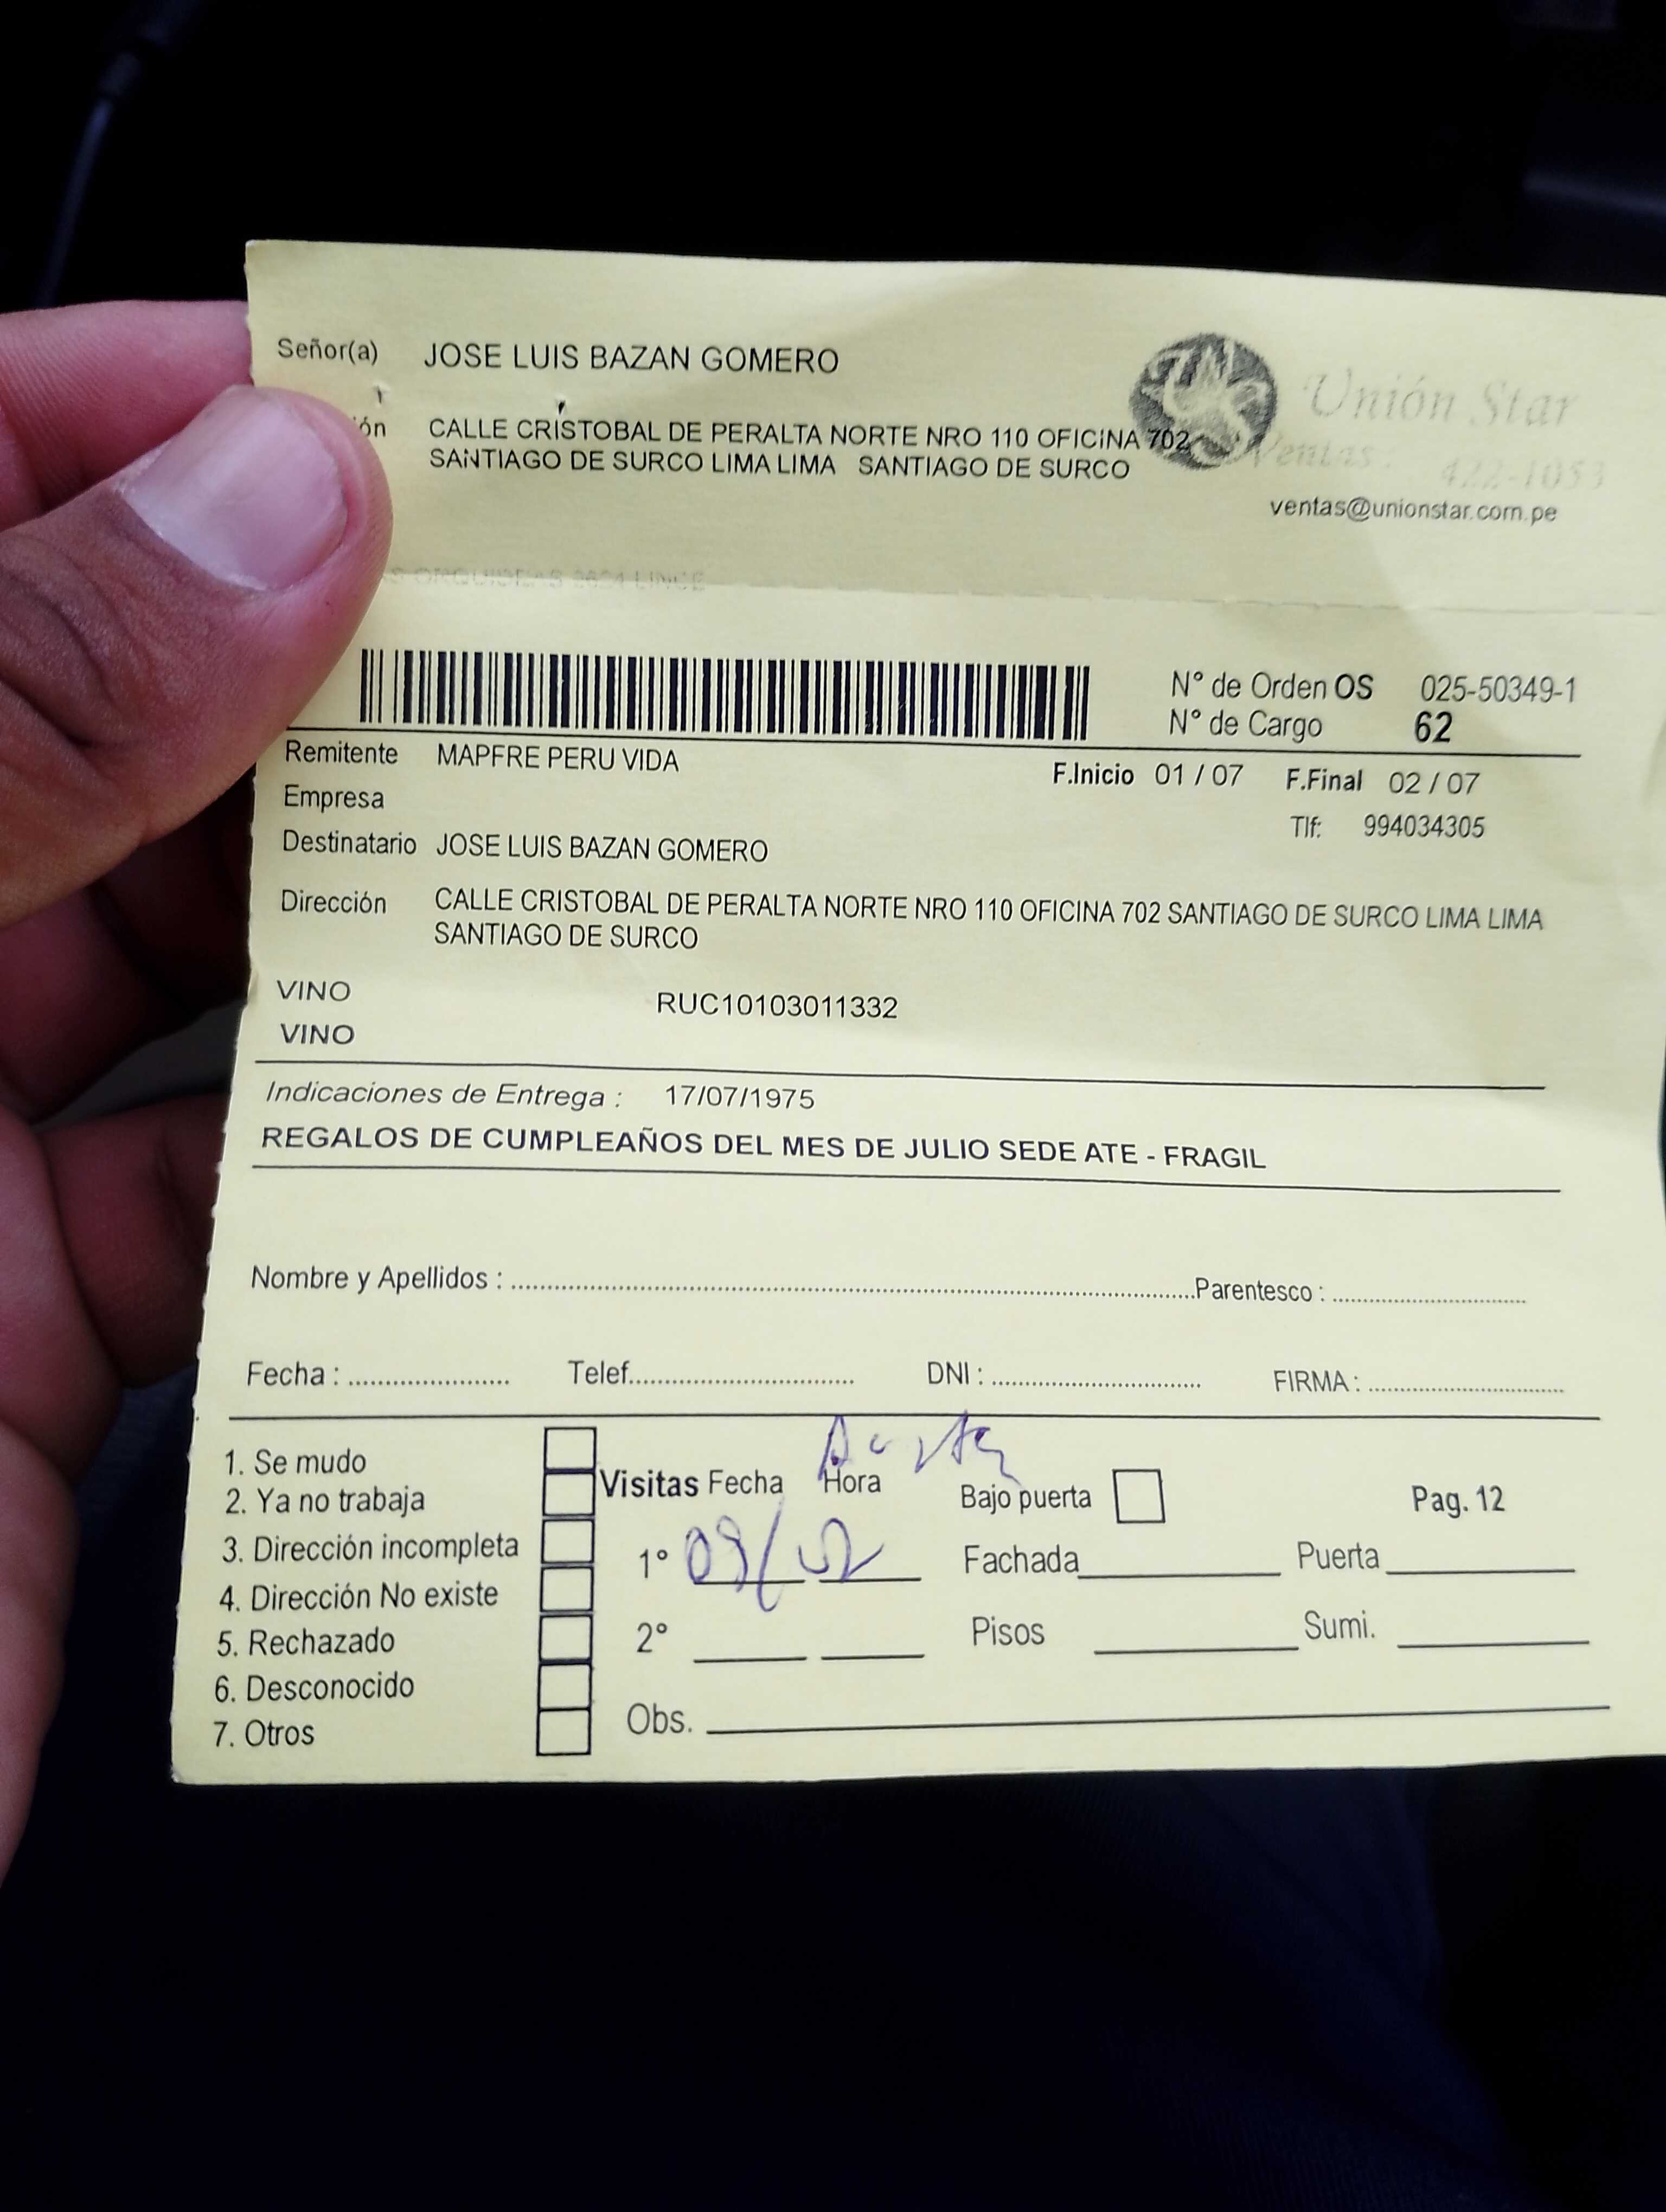 Señor(a) JOSE LUIS BAZAN GOMERO
ón CALLE CRISTOBAL DE PERALTA NORTE NRO 110 OFICINA 702
SANTIAGO DE SURCO LIMA LIMA SANTIAGO DE SURCO
Unión Star
Ventas: 422-1053
ventas@unionstar.com.pe
Nº de Orden OS 025-50349-1
Nº de Cargo 62
Remitente MAPFRE PERU VIDA
F.Inicio 01 / 07 F.Final 02 / 07
Empresa
Tlf: 994034305
Destinatario JOSE LUIS BAZAN GOMERO
Dirección CALLE CRISTOBAL DE PERALTA NORTE NRO 110 OFICINA 702 SANTIAGO DE SURCO LIMA LIMA
SANTIAGO DE SURCO
VINO RUC10103011332
VINO
Indicaciones de Entrega : 17/07/1975
REGALOS DE CUMPLEAÑOS DEL MES DE JULIO SEDE ATE - FRAGIL
Nombre y Apellidos : Parentesco :
Fecha : Telef. DNI : FIRMA :
1. Se mudo
2. Ya no trabaja
3. Dirección incompleta
4. Dirección No existe
5. Rechazado
6. Desconocido
7. Otros
Visitas Fecha Hora Bajo puerta Pag. 12
1º Fachada Puerta
2º Pisos Sumi.
Obs.